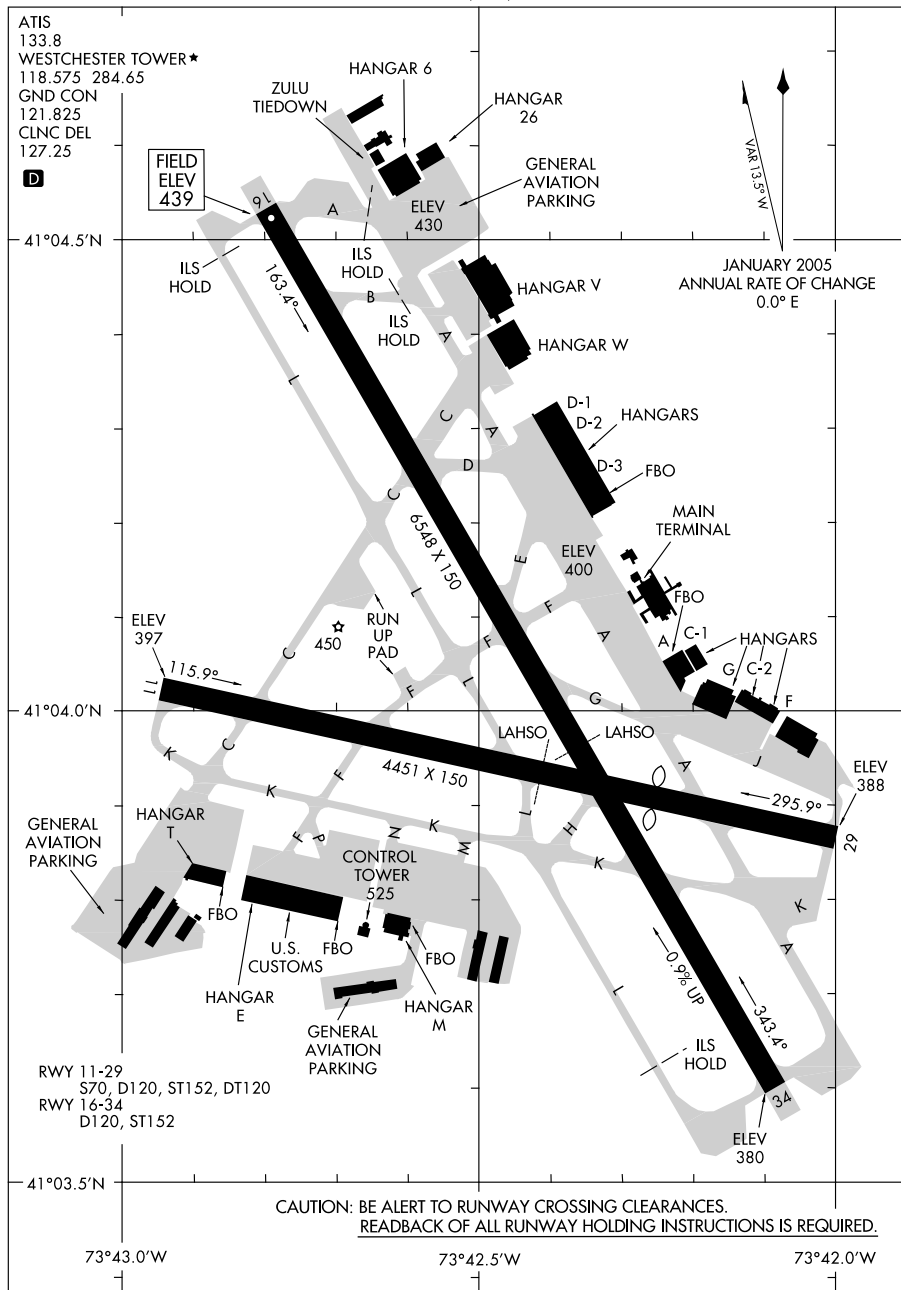 ATIS
133.8
WESTCHESTER TOWER★
118.575 284.65
GND CON
121.825
CLNC DEL
127.25
D
FIELD
ELEV
439
ZULU
TIEDOWN
HANGAR 6
HANGAR
26
GENERAL
AVIATION
PARKING
VAR 13.5° W
JANUARY 2005
ANNUAL RATE OF CHANGE
0.0° E
16
A
ELEV
430
41°04.5'N
ILS
HOLD
163.4°
ILS
HOLD
B
ILS
HOLD
A
HANGAR V
HANGAR W
L
C
A
D
C
D-1
D-2
D-3
HANGARS
FBO
6548 X 150
MAIN
TERMINAL
E
ELEV
400
L
F
F
A
FBO
A
C-1
HANGARS
G
C-2
F
ELEV
397
450
RUN
UP
PAD
C
F
L
G
11
115.9°
41°04.0'N
LAHSO
LAHSO
A
J
ELEV
388
K
C
F
4451 X 150
295.9°
29
K
L
H
K
F
P
N
K
M
HANGAR
T
GENERAL
AVIATION
PARKING
CONTROL
TOWER
525
K
A
FBO
U.S.
CUSTOMS
FBO
FBO
HANGAR
E
HANGAR
M
GENERAL
AVIATION
PARKING
0.9% UP
L
343.4°
ILS
HOLD
34
ELEV
380
RWY 11-29
S70, D120, ST152, DT120
RWY 16-34
D120, ST152
41°03.5'N
CAUTION: BE ALERT TO RUNWAY CROSSING CLEARANCES.
READBACK OF ALL RUNWAY HOLDING INSTRUCTIONS IS REQUIRED.
73°43.0'W
73°42.5'W
73°42.0'W